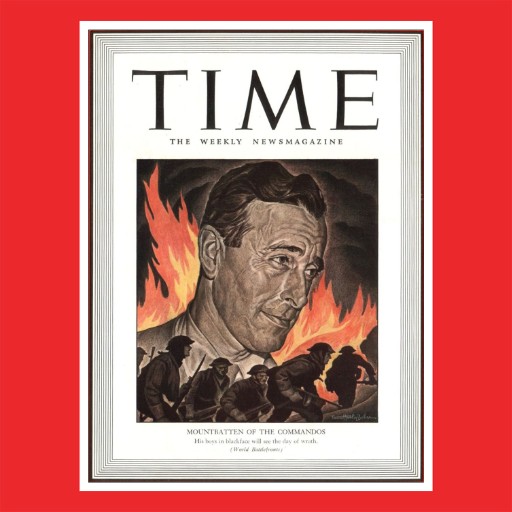 TIME
THE WEEKLY NEWSMAGAZINE
MOUNTBATTEN OF THE COMMANDOS
His boys in blackface will see the day of wrath.
(World Battlefronts)